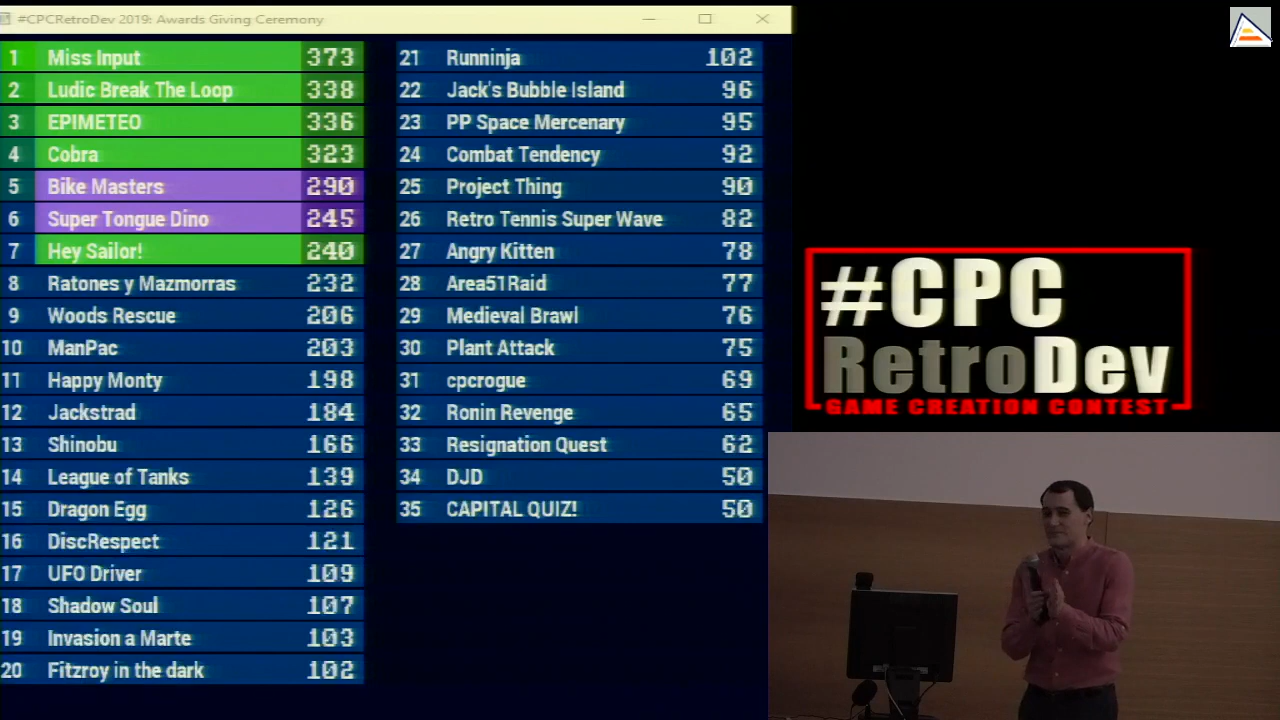 #CPCRetroDev 2019: Awards Giving Ceremony
1 Miss Input 373
2 Ludic Break The Loop 338
3 EPIMETEO 336
4 Cobra 323
5 Bike Masters 290
6 Super Tongue Dino 245
7 Hey Sailor! 240
8 Ratones y Mazmorras 232
9 Woods Rescue 206
10 ManPac 203
11 Happy Monty 198
12 Jackstrad 184
13 Shinobu 166
14 League of Tanks 139
15 Dragon Egg 126
16 DiscRespect 121
17 UFO Driver 109
18 Shadow Soul 107
19 Invasion a Marte 103
20 Fitzroy in the dark 102
21 Runninja 102
22 Jack's Bubble Island 96
23 PP Space Mercenary 95
24 Combat Tendency 92
25 Project Thing 90
26 Retro Tennis Super Wave 82
27 Angry Kitten 78
28 Area51Raid 77
29 Medieval Brawl 76
30 Plant Attack 75
31 cpcrogue 69
32 Ronin Revenge 65
33 Resignation Quest 62
34 DJD 50
35 CAPITAL QUIZ! 50
#CPC
RetroDev
GAME CREATION CONTEST